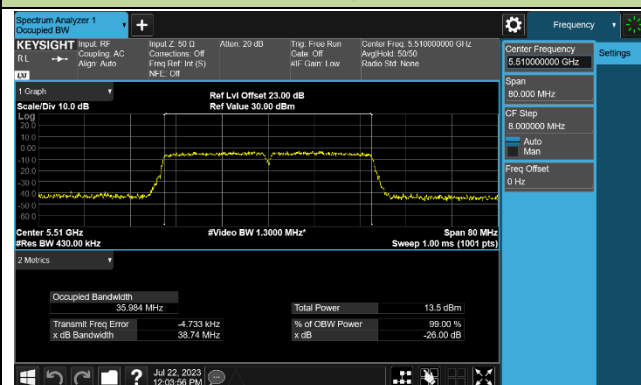 Spectrum Analyzer 1
Occupied BW
+
Frequency
KEYSIGHT
Input: RF
Input Z: 50 Ω
Atten: 20 dB
Trig: Free Run
Center Freq: 5.510000000 GHz
RL
Coupling: AC
Corrections: Off
Gate: Off
Avg|Hold: 50/50
Align: Auto
Freq Ref: Int (S)
#IF Gain: Low
Radio Std: None
NFE: Off
LXI
Center Frequency
5.510000000 GHz
Settings
Span
80.000 MHz
CF Step
8.000000 MHz
Auto
Man
Freq Offset
0 Hz
1 Graph
Ref Lvl Offset 23.00 dB
Scale/Div 10.0 dB
Ref Value 30.00 dBm
Log
20.0
10.0
0.00
-10.0
-20.0
-30.0
-40.0
-50.0
-60.0
Center 5.51 GHz
#Video BW 1.3000 MHz*
Span 80 MHz
#Res BW 430.00 kHz
Sweep 1.00 ms (1001 pts)
2 Metrics
Occupied Bandwidth
35.984 MHz
Total Power
13.5 dBm
Transmit Freq Error
-4.733 kHz
% of OBW Power
99.00 %
x dB Bandwidth
38.74 MHz
x dB
-26.00 dB
?
Jul 22, 2023
12:03:56 PM